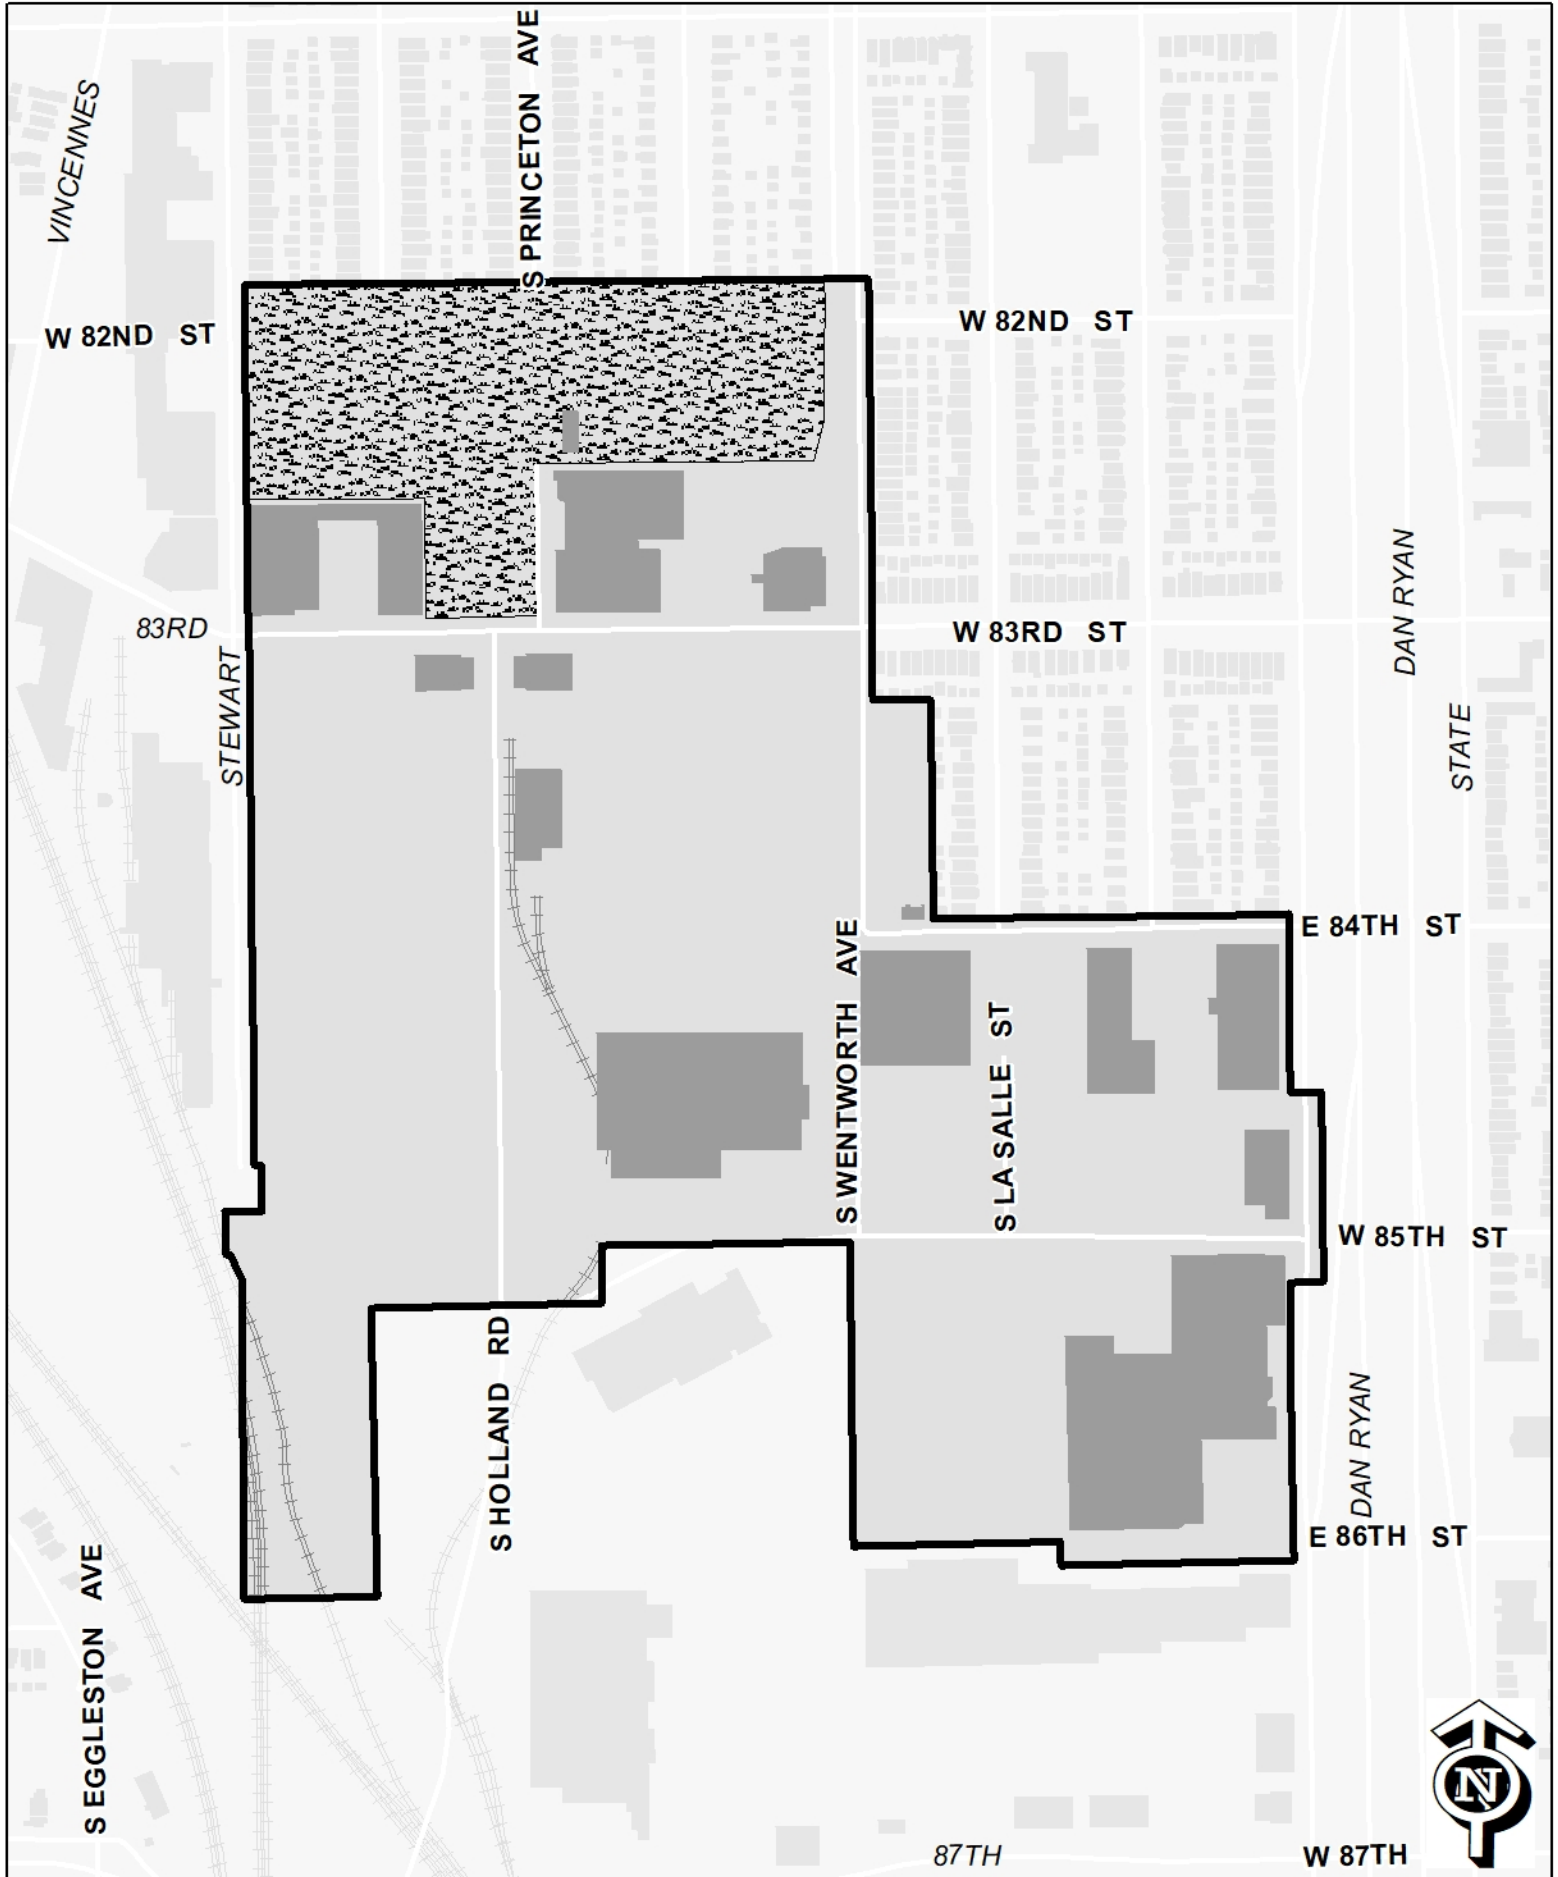 S PRINCETON AVE
VINCENNES
W 82ND ST
W 82ND ST
83RD
W 83RD ST
DAN RYAN
STEWART
STATE
E 84TH ST
S WENTWORTH AVE
S LA SALLE ST
W 85TH ST
S HOLLAND RD
DAN RYAN
E 86TH ST
S EGGLESTON AVE
N
87TH
W 87TH